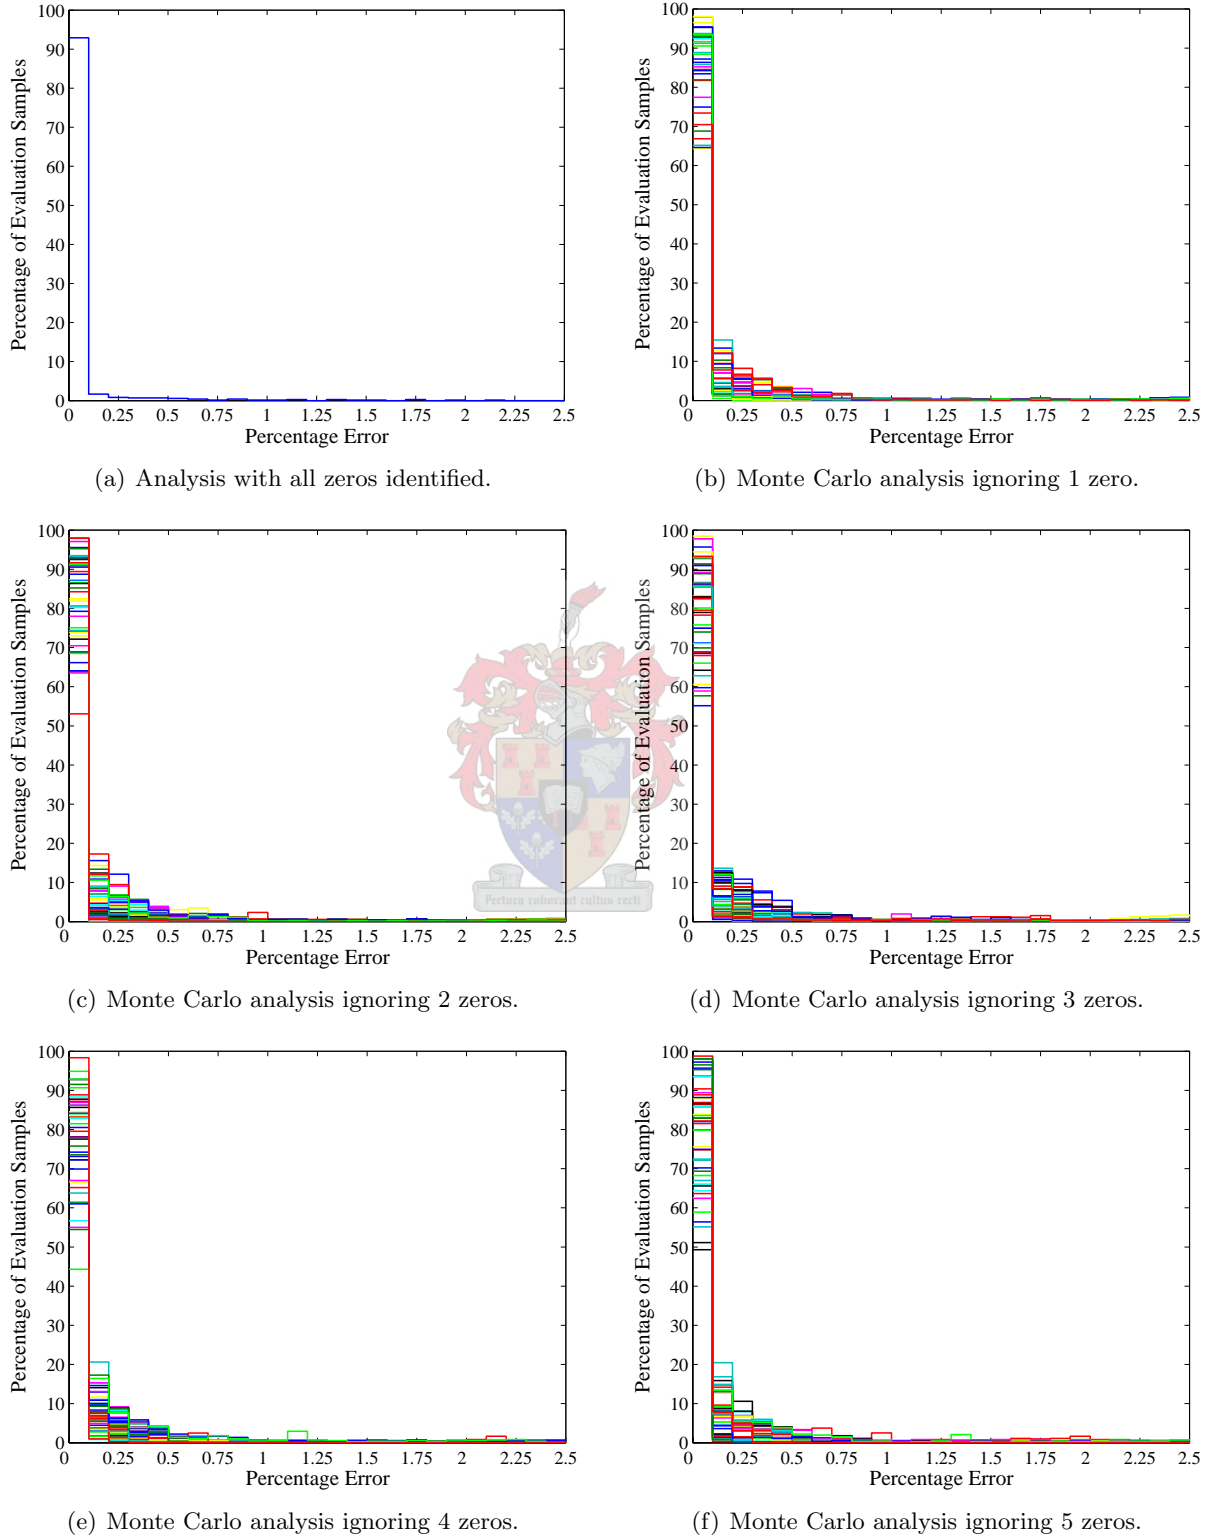 100
90
80
70
60
50
40
30
20
10
0
0 0.25 0.5 0.75 1 1.25 1.5 1.75 2 2.25 2.5
Percentage of Evaluation Samples
Percentage Error
(a) Analysis with all zeros identified.
100
90
80
70
60
50
40
30
20
10
0
0 0.25 0.5 0.75 1 1.25 1.5 1.75 2 2.25 2.5
Percentage of Evaluation Samples
Percentage Error
(b) Monte Carlo analysis ignoring 1 zero.
100
90
80
70
60
50
40
30
20
10
0
0 0.25 0.5 0.75 1 1.25 1.5 1.75 2 2.25 2.5
Percentage of Evaluation Samples
Percentage Error
(c) Monte Carlo analysis ignoring 2 zeros.
100
90
80
70
60
50
40
30
20
10
0
0 0.25 0.5 0.75 1 1.25 1.5 1.75 2 2.25 2.5
Percentage of Evaluation Samples
Percentage Error
(d) Monte Carlo analysis ignoring 3 zeros.
Pectora roborant cultus recti
100
90
80
70
60
50
40
30
20
10
0
0 0.25 0.5 0.75 1 1.25 1.5 1.75 2 2.25 2.5
Percentage of Evaluation Samples
Percentage Error
(e) Monte Carlo analysis ignoring 4 zeros.
100
90
80
70
60
50
40
30
20
10
0
0 0.25 0.5 0.75 1 1.25 1.5 1.75 2 2.25 2.5
Percentage of Evaluation Samples
Percentage Error
(f) Monte Carlo analysis ignoring 5 zeros.